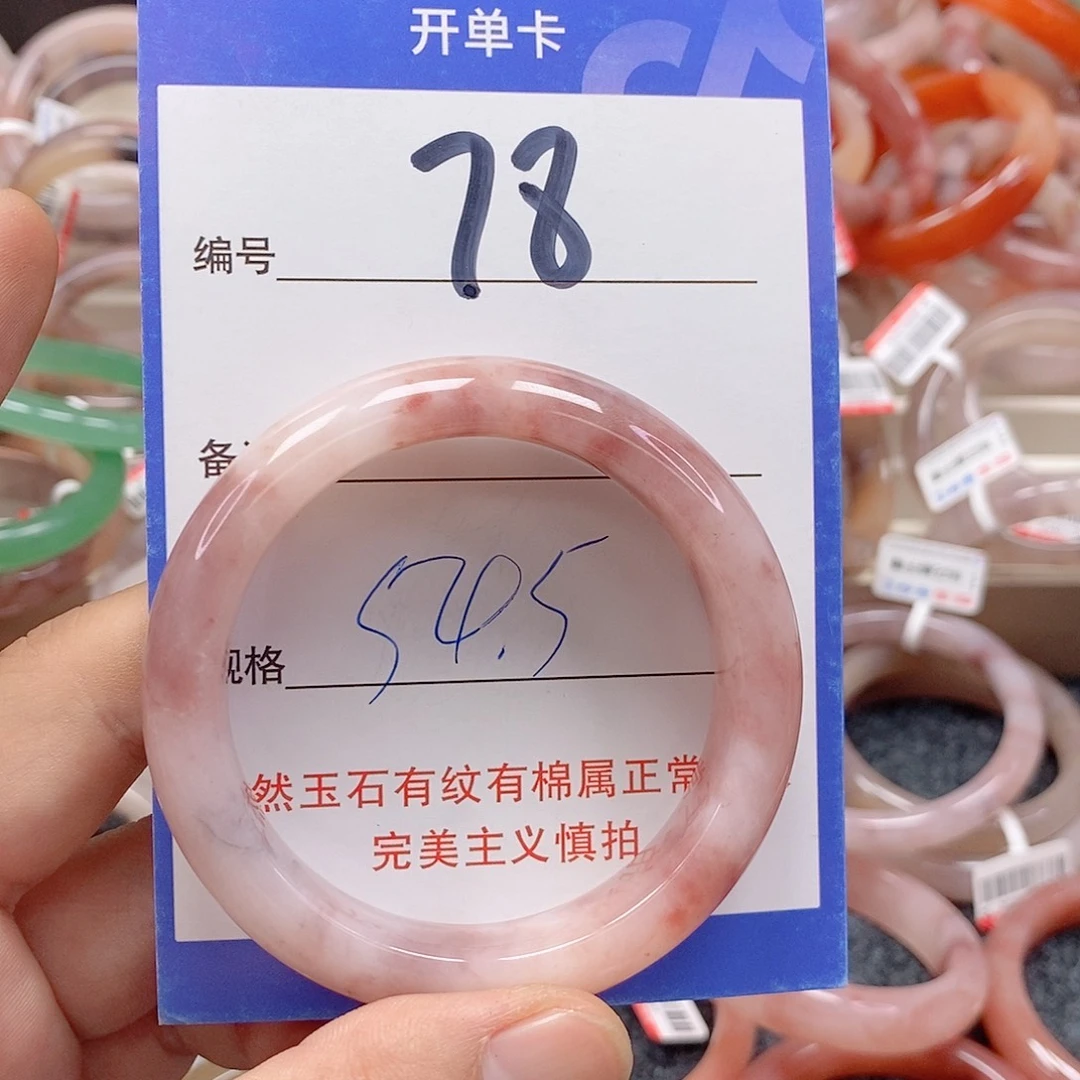 开单卡
编号 78
备
规格 54.5
然玉石有纹有棉属正常
完美主义慎拍